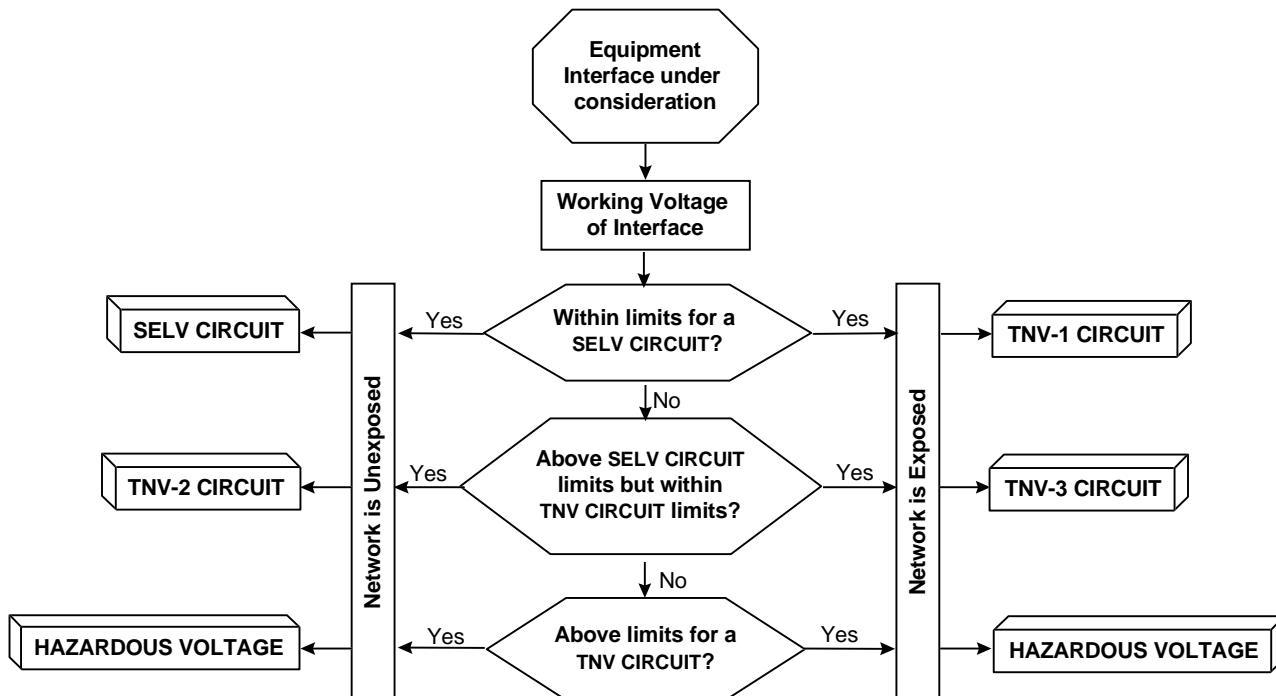 Equipment
Interface under
consideration
Working Voltage
of Interface
SELV CIRCUIT
Yes
Within limits for a
SELV CIRCUIT?
Yes
TNV-1 CIRCUIT
No
Network is Unexposed
Network is Exposed
TNV-2 CIRCUIT
Yes
Above SELV CIRCUIT
limits but within
TNV CIRCUIT limits?
Yes
TNV-3 CIRCUIT
No
HAZARDOUS VOLTAGE
Yes
Above limits for a
TNV CIRCUIT?
Yes
HAZARDOUS VOLTAGE